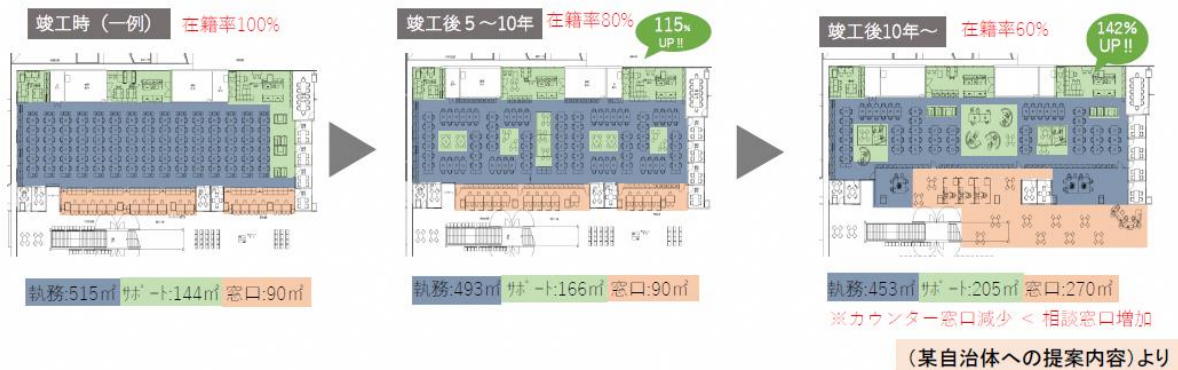 竣工時（一例） 在籍率100%
竣工後５～10年 在籍率80%
115%
UP!!
竣工後10年～ 在籍率60%
142%
UP!!
執務:515㎡ ｻﾎﾟｰﾄ:144㎡ 窓口:90㎡
執務:493㎡ ｻﾎﾟｰﾄ:166㎡ 窓口:90㎡
執務:453㎡ ｻﾎﾟｰﾄ:205㎡ 窓口:270㎡
※カウンター窓口減少 < 相談窓口増加
（某自治体への提案内容）より